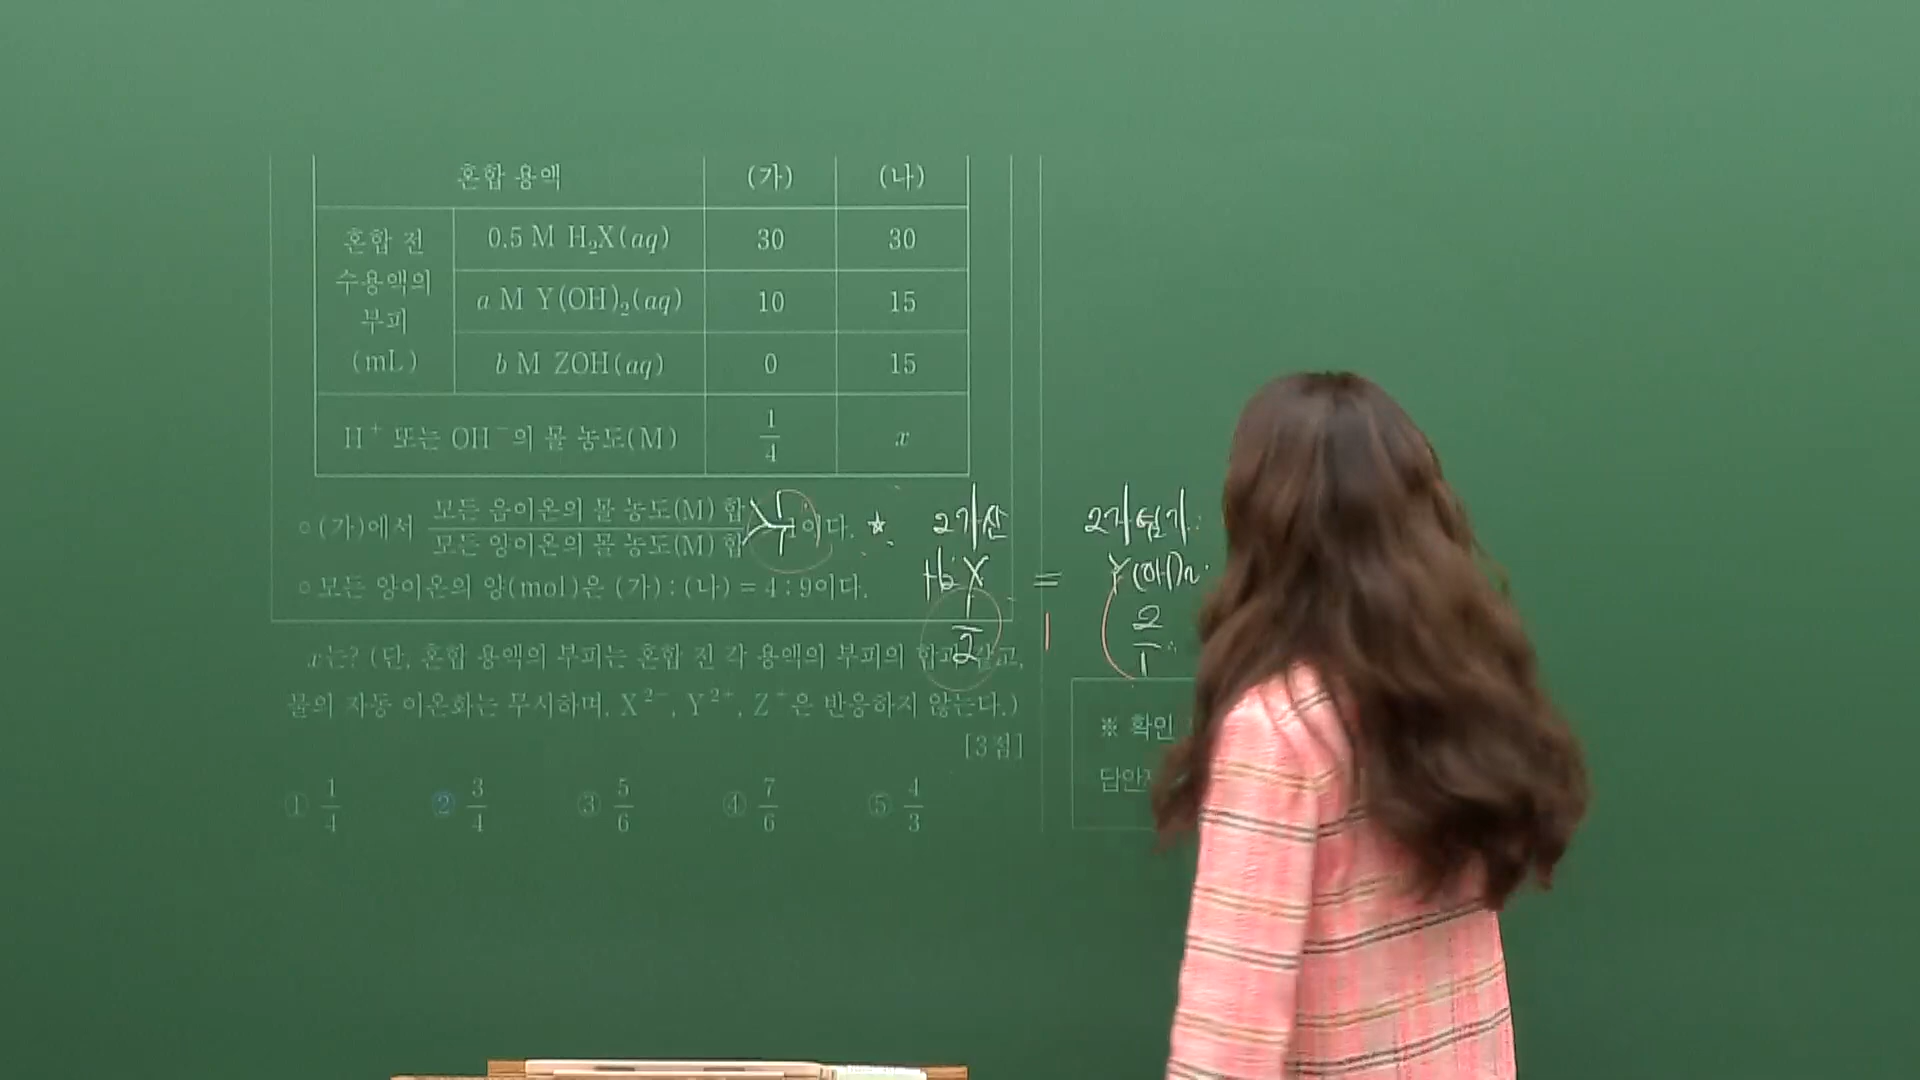 혼합 용액 (가) (나)
혼합 전 수용액의 부피 (mL)
0.5 M H₂X(aq) 30 30
a M Y(OH)₂(aq) 10 15
b M ZOH(aq) 0 15
H⁺ 또는 OH⁻의 몰 농도(M) 1/4 x
○ (가)에서 모든 음이온의 몰 농도(M) 합 / 모든 양이온의 몰 농도(M) 합 이다. ★
○ 모든 양이온의 양(mol)은 (가) : (나) = 4 : 9이다.
x는? (단, 혼합 용액의 부피는 혼합 전 각 용액의 부피의 합과 같고,
물의 자동 이온화는 무시하며, X²⁻, Y²⁺, Z⁺은 반응하지 않는다.)
[3점]
① 1/4 ② 3/4 ③ 5/6 ④ 7/6 ⑤ 4/3
2가 산 2가 염기
H₂X = Y(OH)₂
1/2 1 2/1
※ 확인
답안